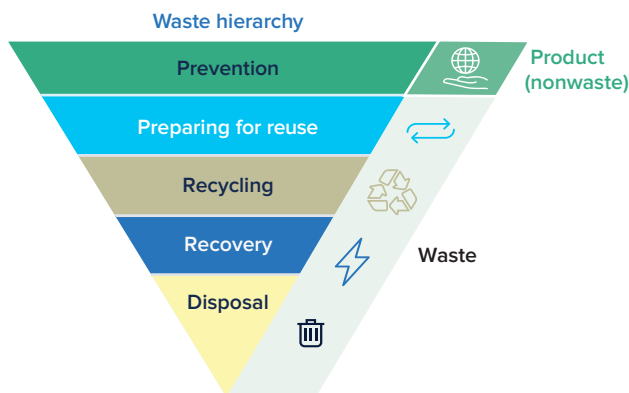 Waste hierarchy
Prevention
Product
(nonwaste)
Preparing for reuse
Recycling
Recovery
Waste
Disposal